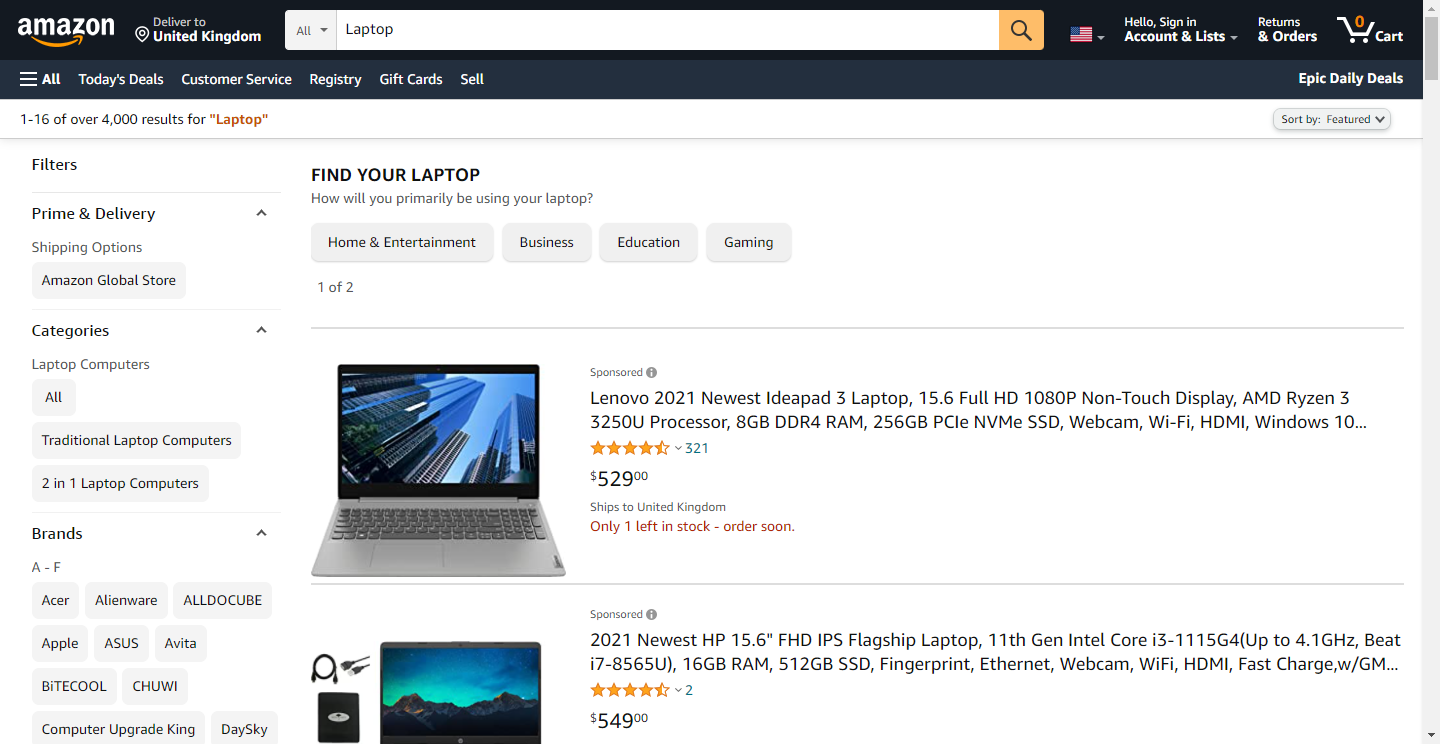 amazon
Deliver to
United Kingdom
All
Laptop
Hello, Sign in
Account & Lists
Returns
& Orders
0
Cart
All
Today's Deals
Customer Service
Registry
Gift Cards
Sell
Epic Daily Deals
1-16 of over 4,000 results for "Laptop"
Sort by: Featured
Filters
Prime & Delivery
Shipping Options
Amazon Global Store
Categories
Laptop Computers
All
Traditional Laptop Computers
2 in 1 Laptop Computers
Brands
A - F
Acer
Alienware
ALLDOCUBE
Apple
ASUS
Avita
BiTECOOL
CHUWI
Computer Upgrade King
DaySky
FIND YOUR LAPTOP
How will you primarily be using your laptop?
Home & Entertainment
Business
Education
Gaming
1 of 2
Sponsored
Lenovo 2021 Newest Ideapad 3 Laptop, 15.6 Full HD 1080P Non-Touch Display, AMD Ryzen 3
3250U Processor, 8GB DDR4 RAM, 256GB PCIe NVMe SSD, Webcam, Wi-Fi, HDMI, Windows 10...
321
$52900
Ships to United Kingdom
Only 1 left in stock - order soon.
Sponsored
2021 Newest HP 15.6" FHD IPS Flagship Laptop, 11th Gen Intel Core i3-1115G4(Up to 4.1GHz, Beat
i7-8565U), 16GB RAM, 512GB SSD, Fingerprint, Ethernet, Webcam, WiFi, HDMI, Fast Charge,w/GM...
2
$54900